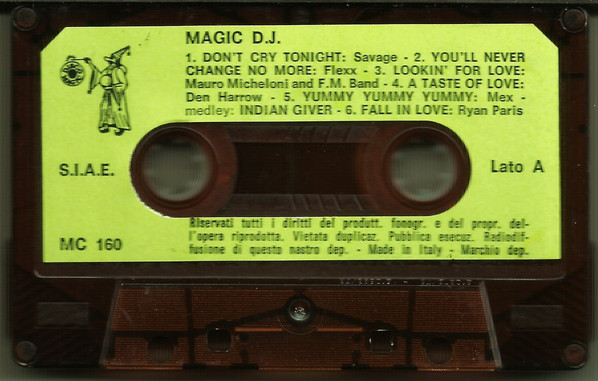 MAGIC D.J.
1. DON'T CRY TONIGHT: Savage - 2. YOU'LL NEVER
CHANGE NO MORE: Flexx - 3. LOOKIN' FOR LOVE:
Mauro Micheloni and F.M. Band - 4. A TASTE OF LOVE:
Den Harrow - 5. YUMMY YUMMY YUMMY: Mex -
medley: INDIAN GIVER - 6. FALL IN LOVE: Ryan Paris
S.I.A.E.
Lato A
MC 160
Riservati tutti i diritti del produtt. fonogr. e del propr. del-
l'opera riprodotta. Vietata duplicaz. Pubblica esecuz. Radiodif-
fusione di questo nastro dep. - Made in Italy - Marchio dep.